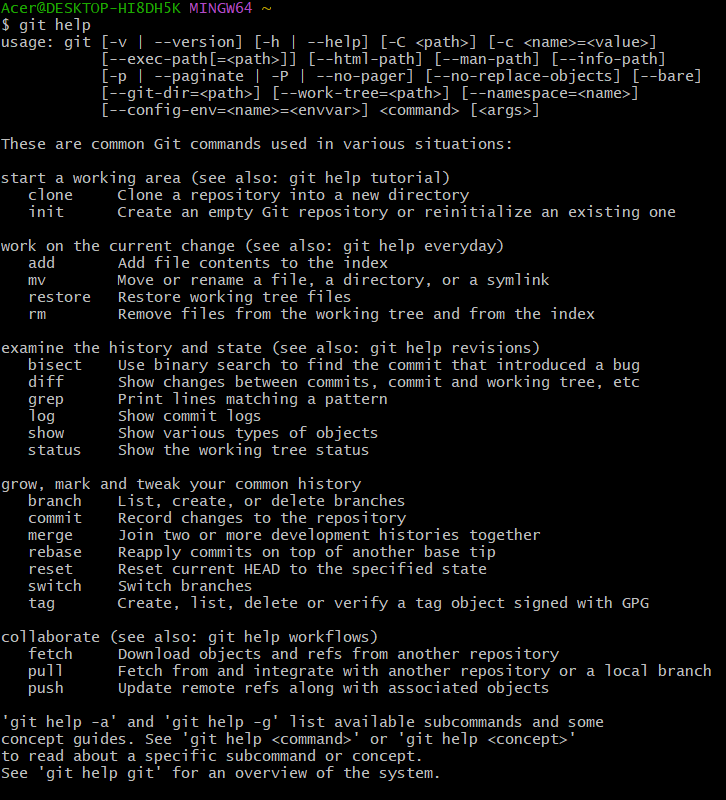 Acer@DESKTOP-HI8DH5K MINGW64 ~
$ git help
usage: git [-v | --version] [-h | --help] [-C <path>] [-c <name>=<value>]
           [--exec-path[=<path>]] [--html-path] [--man-path] [--info-path]
           [-p | --paginate | -P | --no-pager] [--no-replace-objects] [--bare]
           [--git-dir=<path>] [--work-tree=<path>] [--namespace=<name>]
           [--config-env=<name>=<envvar>] <command> [<args>]

These are common Git commands used in various situations:

start a working area (see also: git help tutorial)
   clone     Clone a repository into a new directory
   init      Create an empty Git repository or reinitialize an existing one

work on the current change (see also: git help everyday)
   add       Add file contents to the index
   mv        Move or rename a file, a directory, or a symlink
   restore   Restore working tree files
   rm        Remove files from the working tree and from the index

examine the history and state (see also: git help revisions)
   bisect    Use binary search to find the commit that introduced a bug
   diff      Show changes between commits, commit and working tree, etc
   grep      Print lines matching a pattern
   log       Show commit logs
   show      Show various types of objects
   status    Show the working tree status

grow, mark and tweak your common history
   branch    List, create, or delete branches
   commit    Record changes to the repository
   merge     Join two or more development histories together
   rebase    Reapply commits on top of another base tip
   reset     Reset current HEAD to the specified state
   switch    Switch branches
   tag       Create, list, delete or verify a tag object signed with GPG

collaborate (see also: git help workflows)
   fetch     Download objects and refs from another repository
   pull      Fetch from and integrate with another repository or a local branch
   push      Update remote refs along with associated objects

'git help -a' and 'git help -g' list available subcommands and some
concept guides. See 'git help <command>' or 'git help <concept>'
to read about a specific subcommand or concept.
See 'git help git' for an overview of the system.